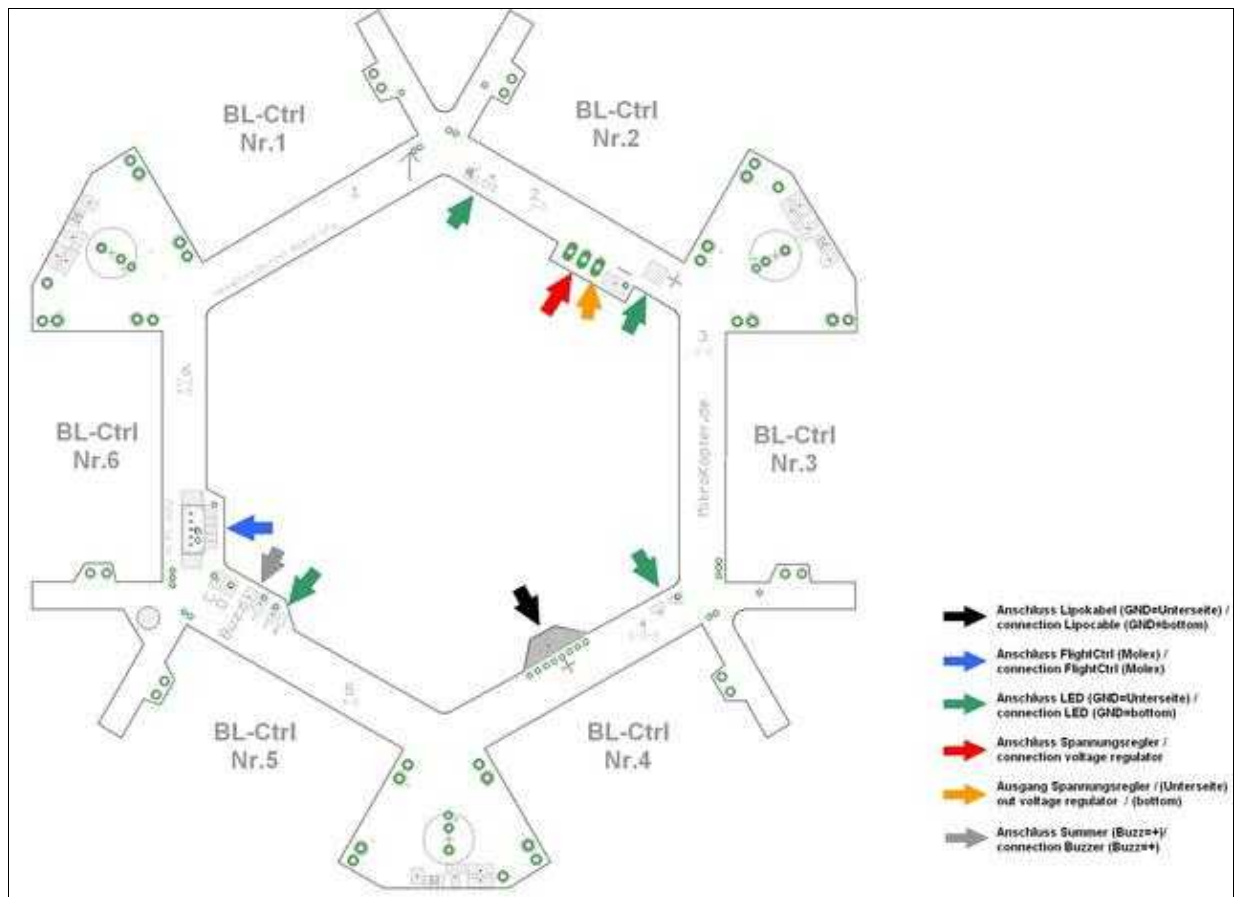 BL-Ctrl
Nr.1
BL-Ctrl
Nr.2
BL-Ctrl
Nr.6
BL-Ctrl
Nr.3
MikroKopter.de
Buzzer
BL-Ctrl
Nr.5
BL-Ctrl
Nr.4
Anschluss Lipokabel (GND=Unterseite) /
connection Lipocable (GND=bottom)
Anschluss FlightCtrl (Molex) /
connection FlightCtrl (Molex)
Anschluss LED (GND=Unterseite) /
connection LED (GND=bottom)
Anschluss Spannungsregler /
connection voltage regulator
Ausgang Spannungsregler / (Unterseite)
out voltage regulator / (bottom)
Anschluss Summer (Buzz=+)/
connection Buzzer (Buzz=+)